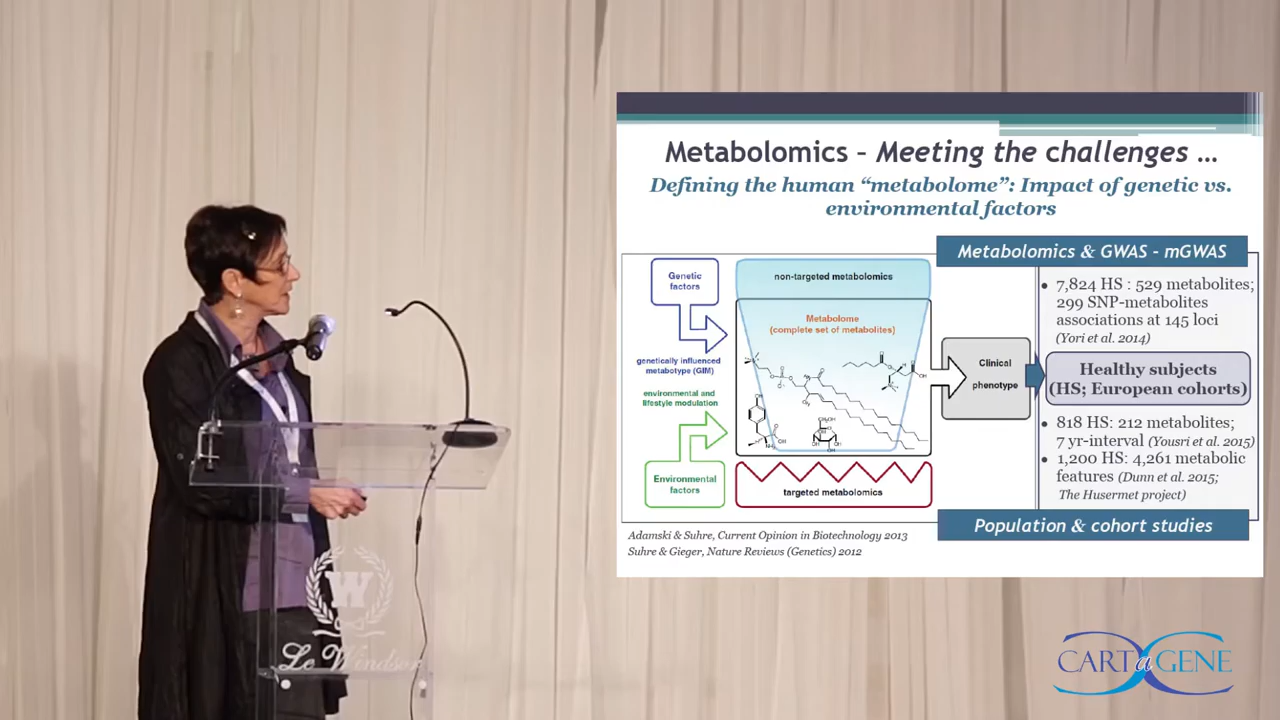 Metabolomics – Meeting the challenges …
Defining the human “metabolome”: Impact of genetic vs.
environmental factors
Metabolomics & GWAS - mGWAS
Genetic
factors
genetically influenced
metabotype (GIM)
environmental and
lifestyle modulation
Environmental
factors
non-targeted metabolomics
Metabolome
(complete set of metabolites)
targeted metabolomics
Clinical
phenotype
• 7,824 HS : 529 metabolites;
299 SNP-metabolites
associations at 145 loci
(Yori et al. 2014)
Healthy subjects
(HS; European cohorts)
• 818 HS: 212 metabolites;
7 yr-interval (Yousri et al. 2015)
• 1,200 HS: 4,261 metabolic
features (Dunn et al. 2015;
The Husermet project)
Population & cohort studies
Adamski & Suhre, Current Opinion in Biotechnology 2013
Suhre & Gieger, Nature Reviews (Genetics) 2012
W
Le Windsor
CARTaGENE